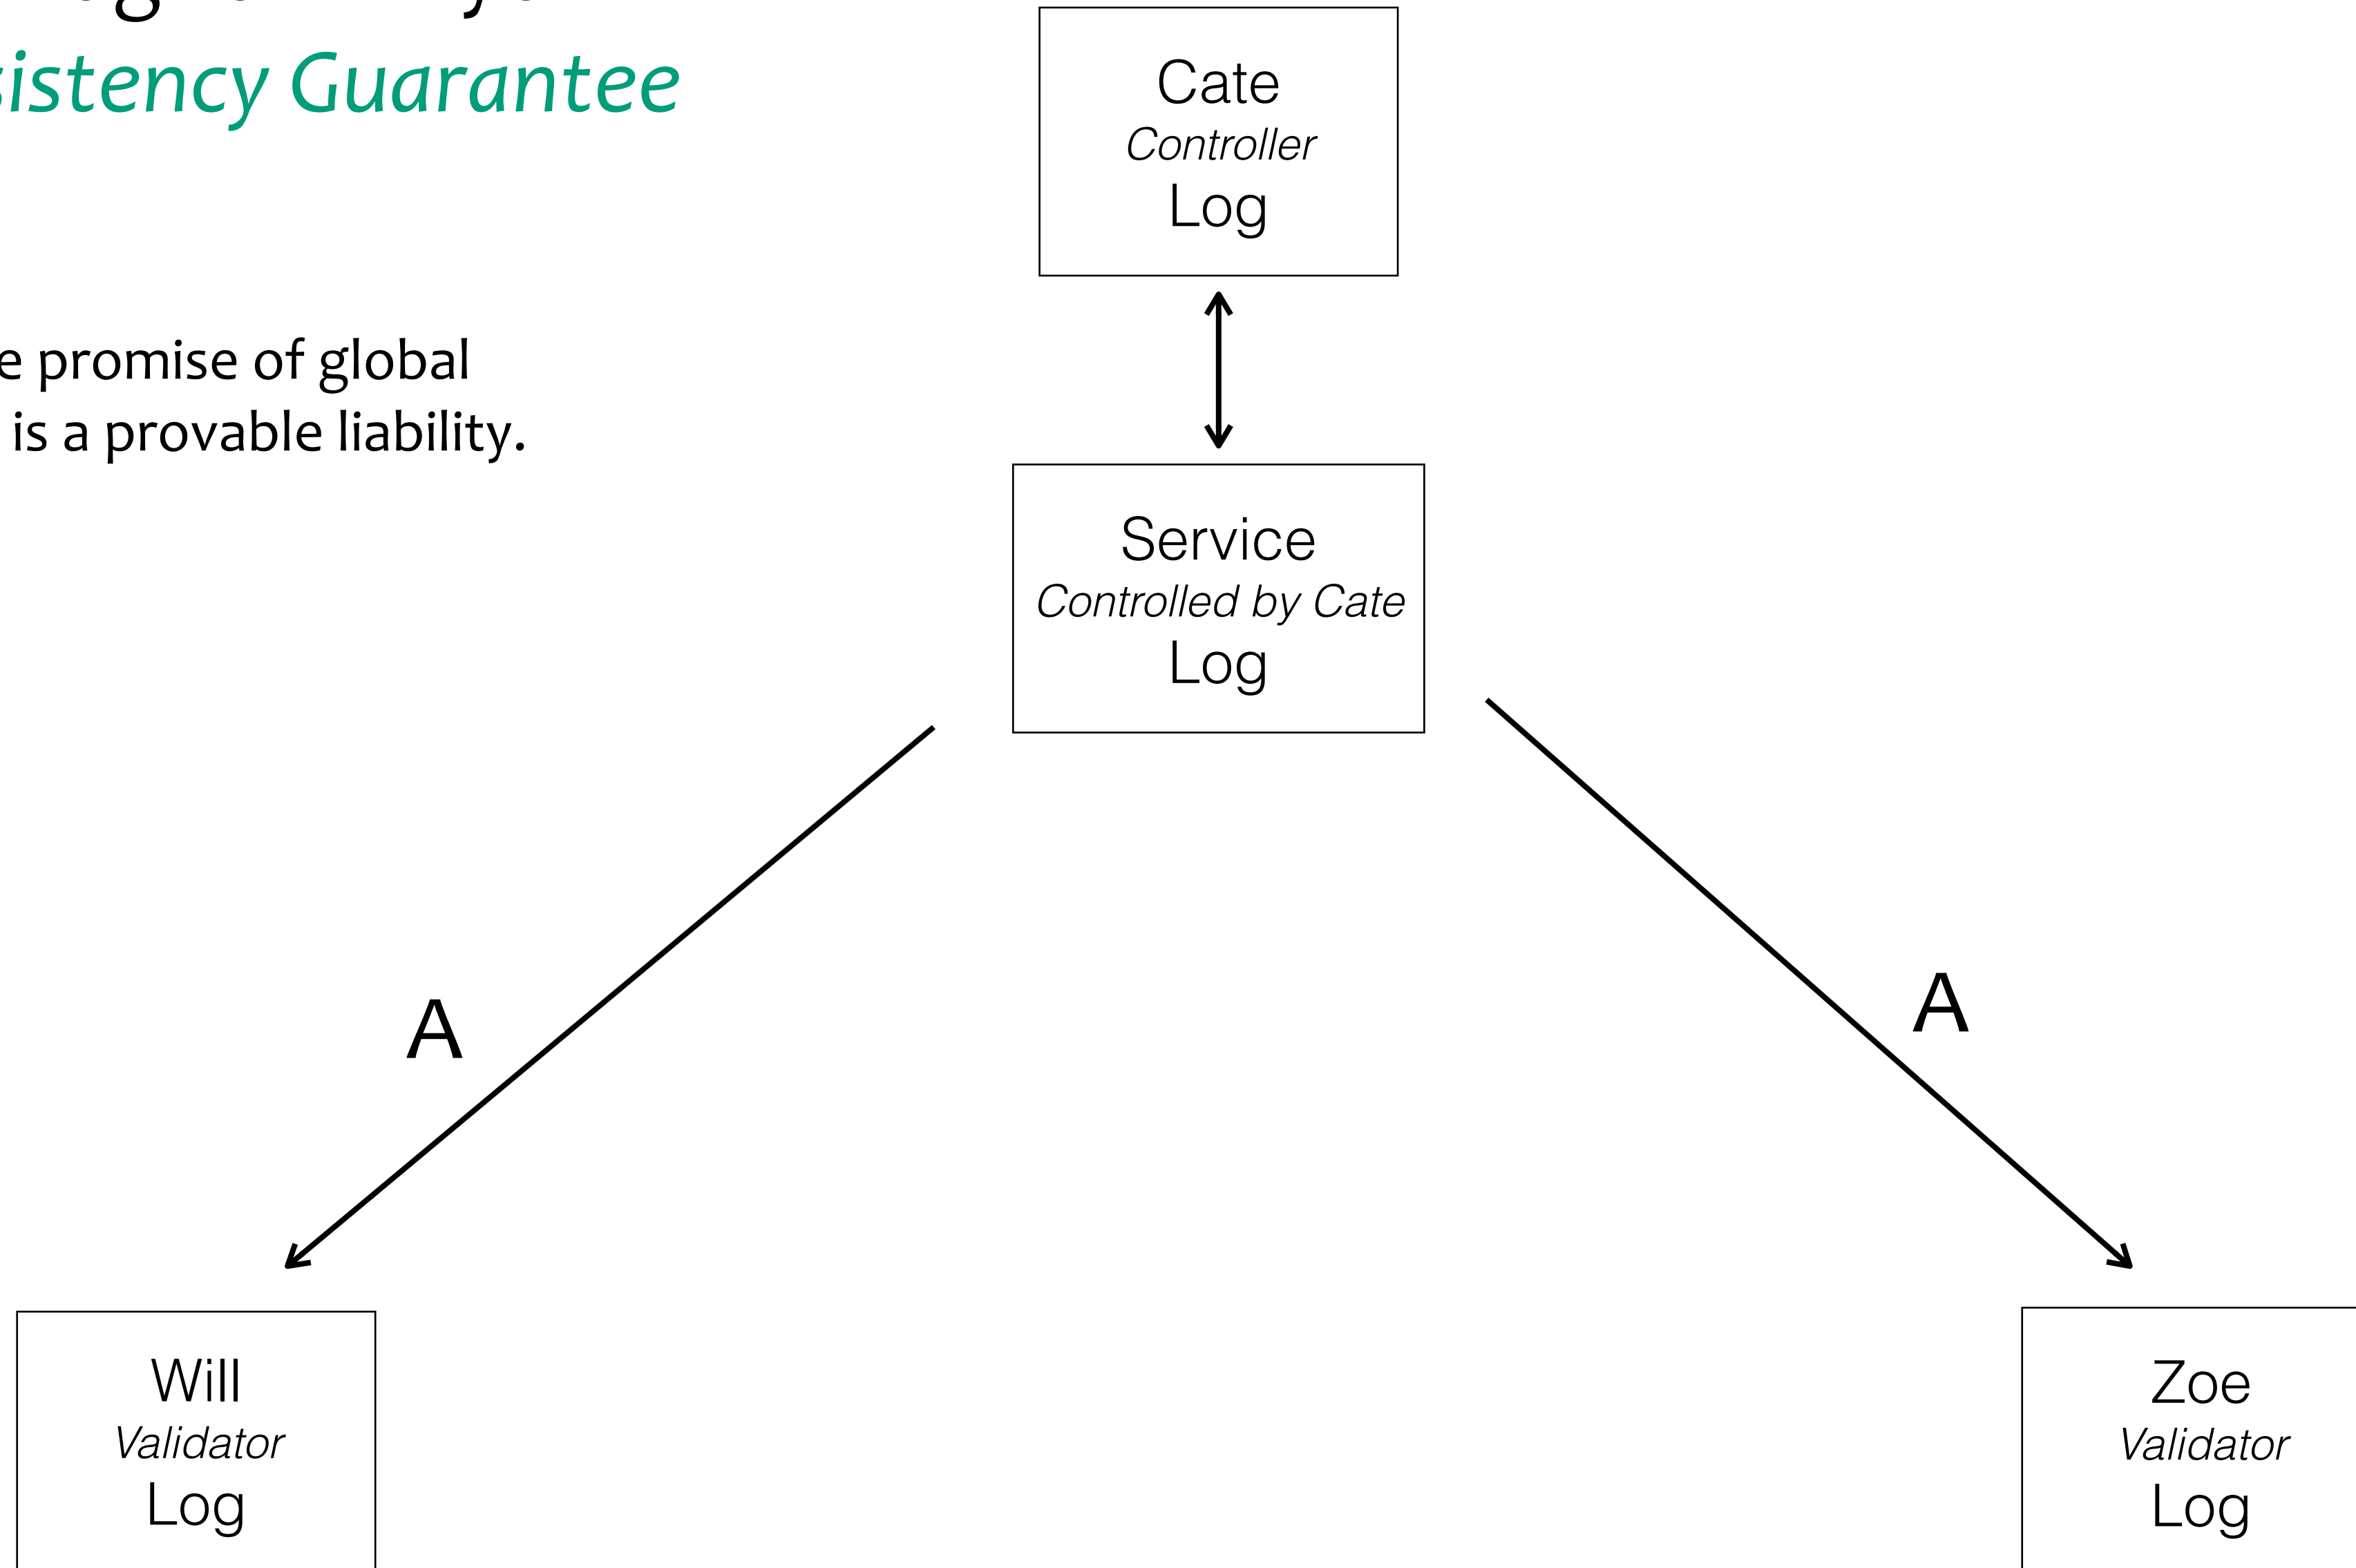 Guarantee
promise of global
is a provable liability.
Cate
Controller
Log
Service
Controlled by Cate
Log
A
A
Will
Validator
Log
Zoe
Validator
Log